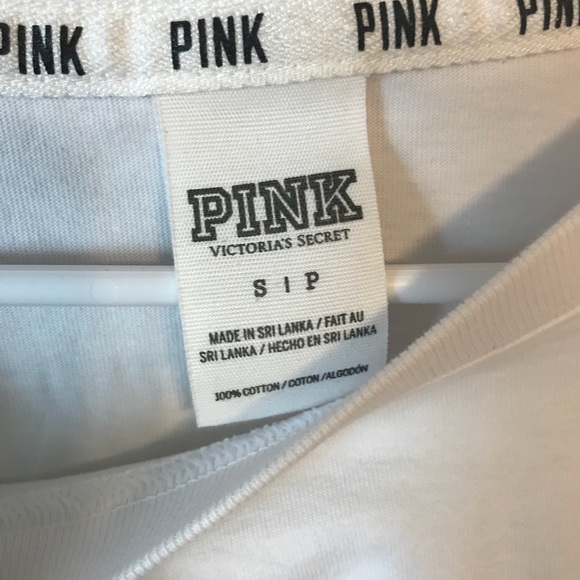 PINK PINK PINK PINK
PINK
VICTORIA'S SECRET
S | P
MADE IN SRI LANKA / FAIT AU
SRI LANKA / HECHO EN SRI LANKA
100% COTTON / COTON /ALGODÓN